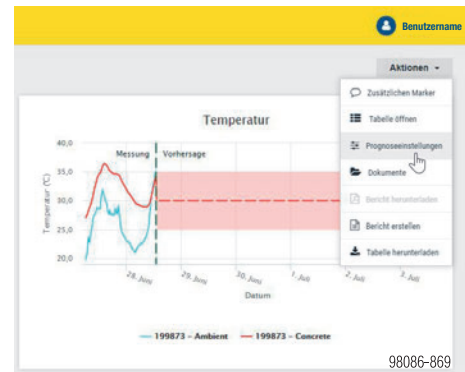 Benutzername
Aktionen
Zusätzlichen Marker
Tabelle öffnen
Prognoseeinstellungen
Dokumente
Bericht herunterladen
Bericht erstellen
Tabelle herunterladen
Temperatur
Messung
Vorhersage
Temperatur (°C)
40,0
35,0
30,0
25,0
20,0
28. Juni
29. Juni
30. Juni
1. Juli
2. Juli
3. Juli
Datum
199873 – Ambient
199873 – Concrete
98086-869